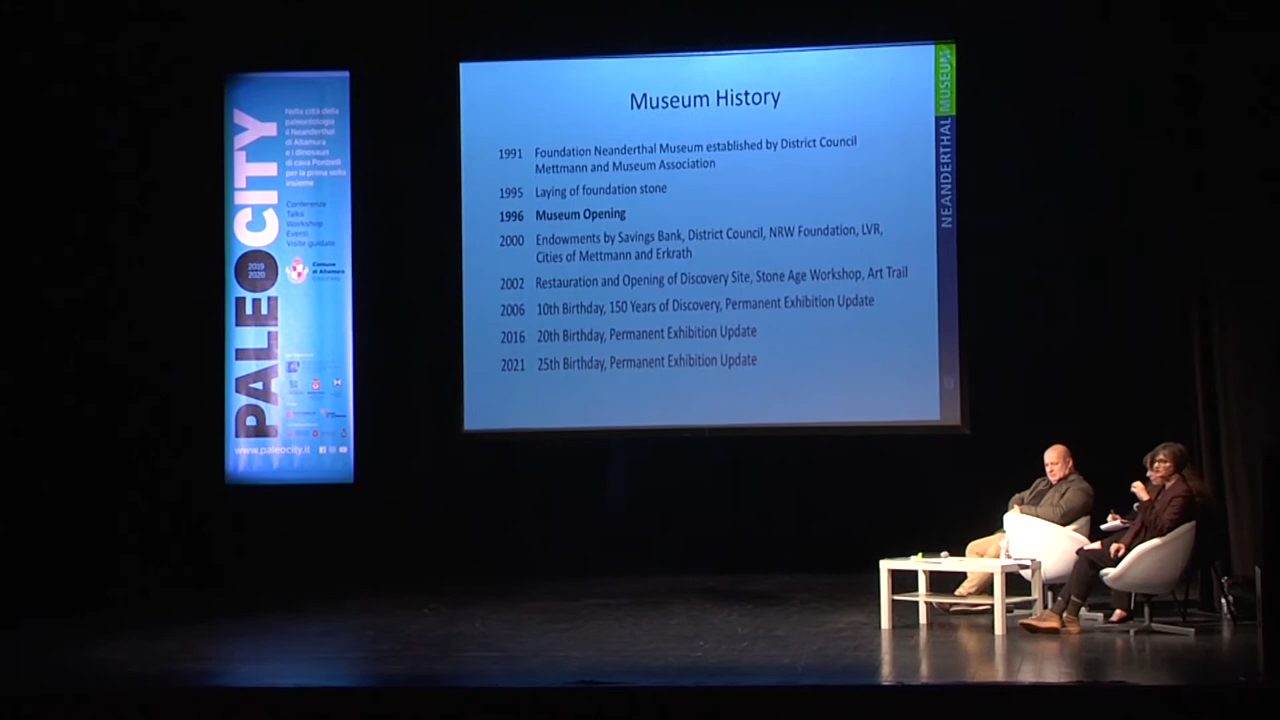 PALEOCITY
2019
2020
Nella città della
paleontologia
il Neanderthal
di Altamura
e i dinosauri
di cava Pontrelli
per la prima volta
insieme
Conferenze
Talks
Workshop
Eventi
Visite guidate
Comune
di Altamura
www.paleocity.it
Museum History
1991 Foundation Neanderthal Museum established by District Council
Mettmann and Museum Association
1995 Laying of foundation stone
1996 Museum Opening
2000 Endowments by Savings Bank, District Council, NRW Foundation, LVR,
Cities of Mettmann and Erkrath
2002 Restauration and Opening of Discovery Site, Stone Age Workshop, Art Trail
2006 10th Birthday, 150 Years of Discovery, Permanent Exhibition Update
2016 20th Birthday, Permanent Exhibition Update
2021 25th Birthday, Permanent Exhibition Update
NEANDERTHAL MUSEUM